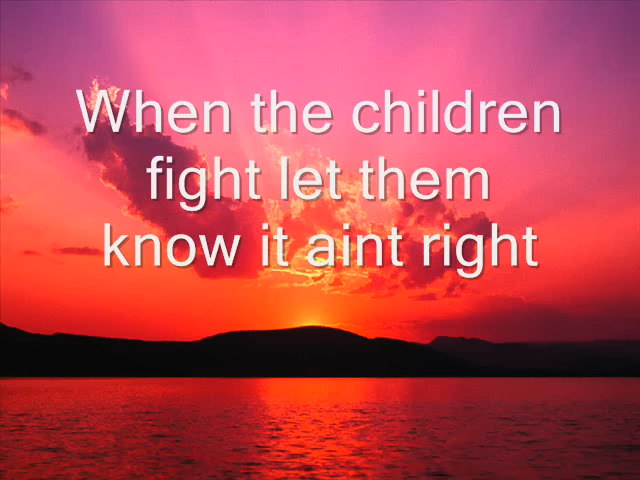 When the children
fight let them
know it aint right